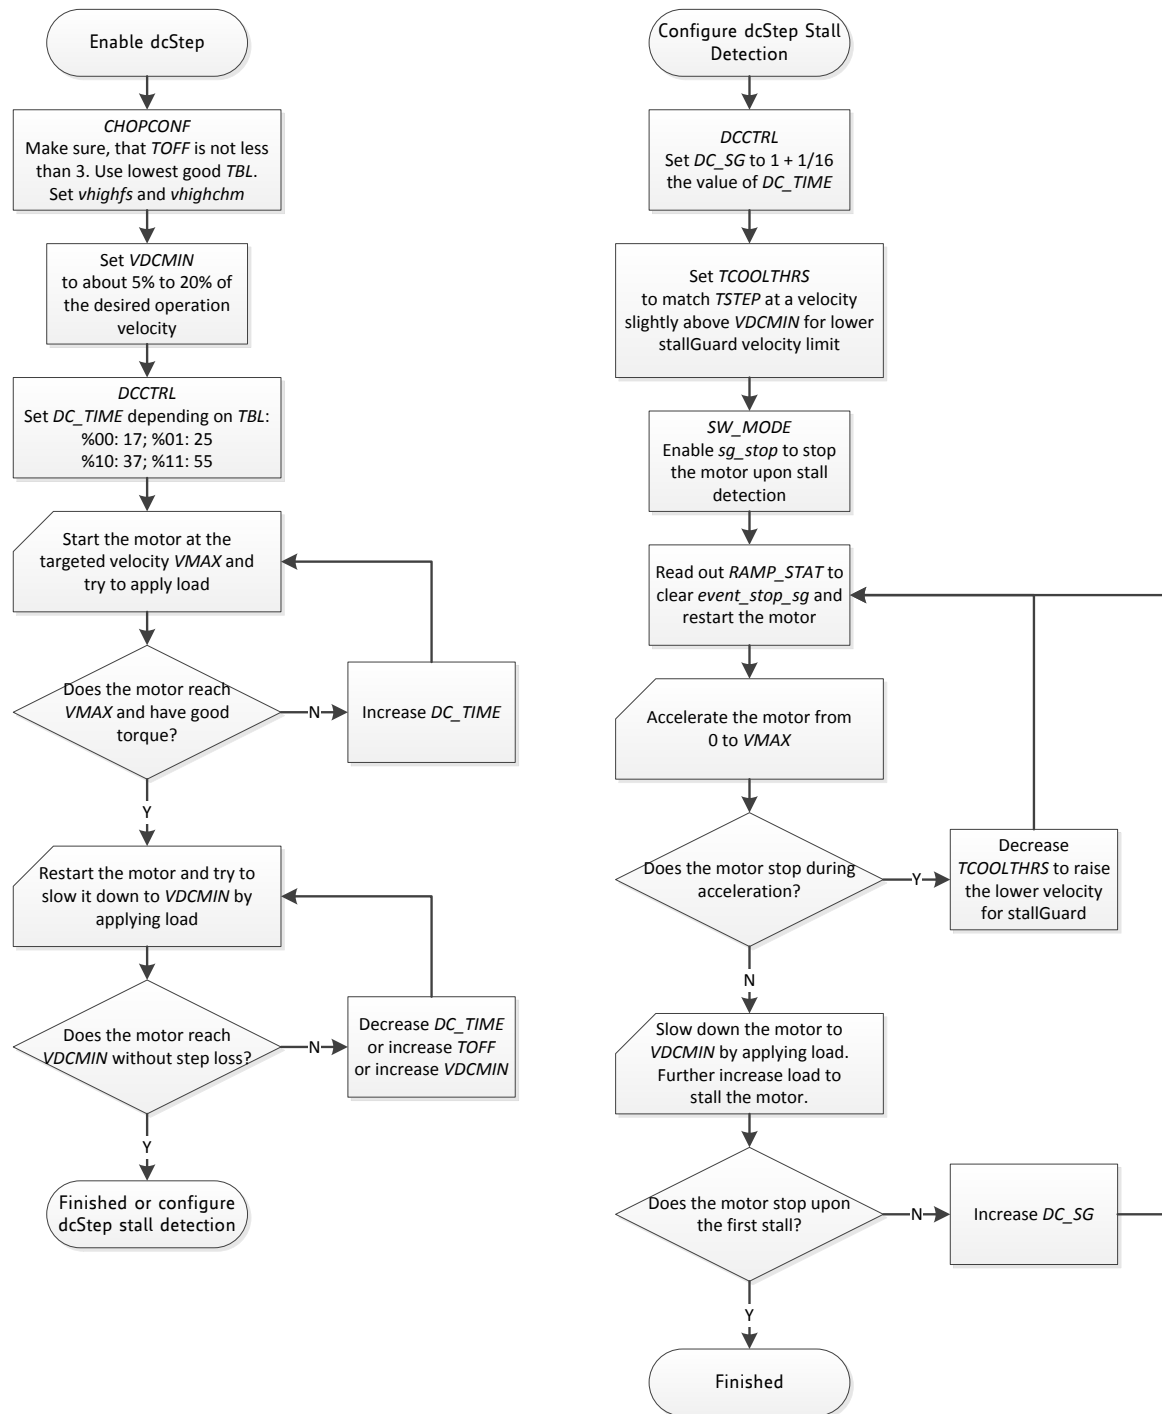 Enable dcStep
CHOPCONF
Make sure, that TOFF is not less
than 3. Use lowest good TBL.
Set vhighfs and vhighchm
Set VDCMIN
to about 5% to 20% of
the desired operation
velocity
DCCTRL
Set DC_TIME depending on TBL:
%00: 17; %01: 25
%10: 37; %11: 55
Start the motor at the
targeted velocity VMAX and
try to apply load
Does the motor reach
VMAX and have good
torque?
N
Increase DC_TIME
Y
Restart the motor and try to
slow it down to VDCMIN by
applying load
Does the motor reach
VDCMIN without step loss?
N
Decrease DC_TIME
or increase TOFF
or increase VDCMIN
Y
Finished or configure
dcStep stall detection
Configure dcStep Stall
Detection
DCCTRL
Set DC_SG to 1 + 1/16
the value of DC_TIME
Set TCOOLTHRS
to match TSTEP at a velocity
slightly above VDCMIN for lower
stallGuard velocity limit
SW_MODE
Enable sg_stop to stop
the motor upon stall
detection
Read out RAMP_STAT to
clear event_stop_sg and
restart the motor
Accelerate the motor from
0 to VMAX
Does the motor stop during
acceleration?
Y
Decrease
TCOOLTHRS to raise
the lower velocity
for stallGuard
N
Slow down the motor to
VDCMIN by applying load.
Further increase load to
stall the motor.
Does the motor stop upon
the first stall?
N
Increase DC_SG
Y
Finished